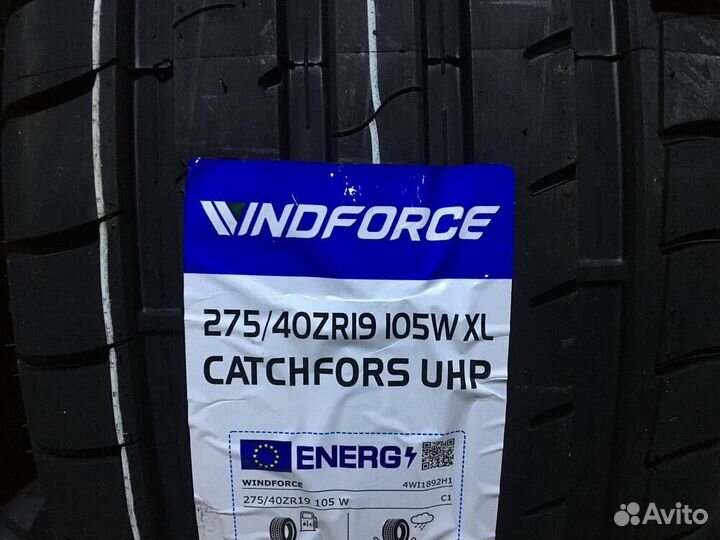 WINDFORCE
275/40ZR19 105W XL
CATCHFORS UHP
ENERG
WINDFORCE 4WI1892H1
275/40ZR19 105 W C1
Avito